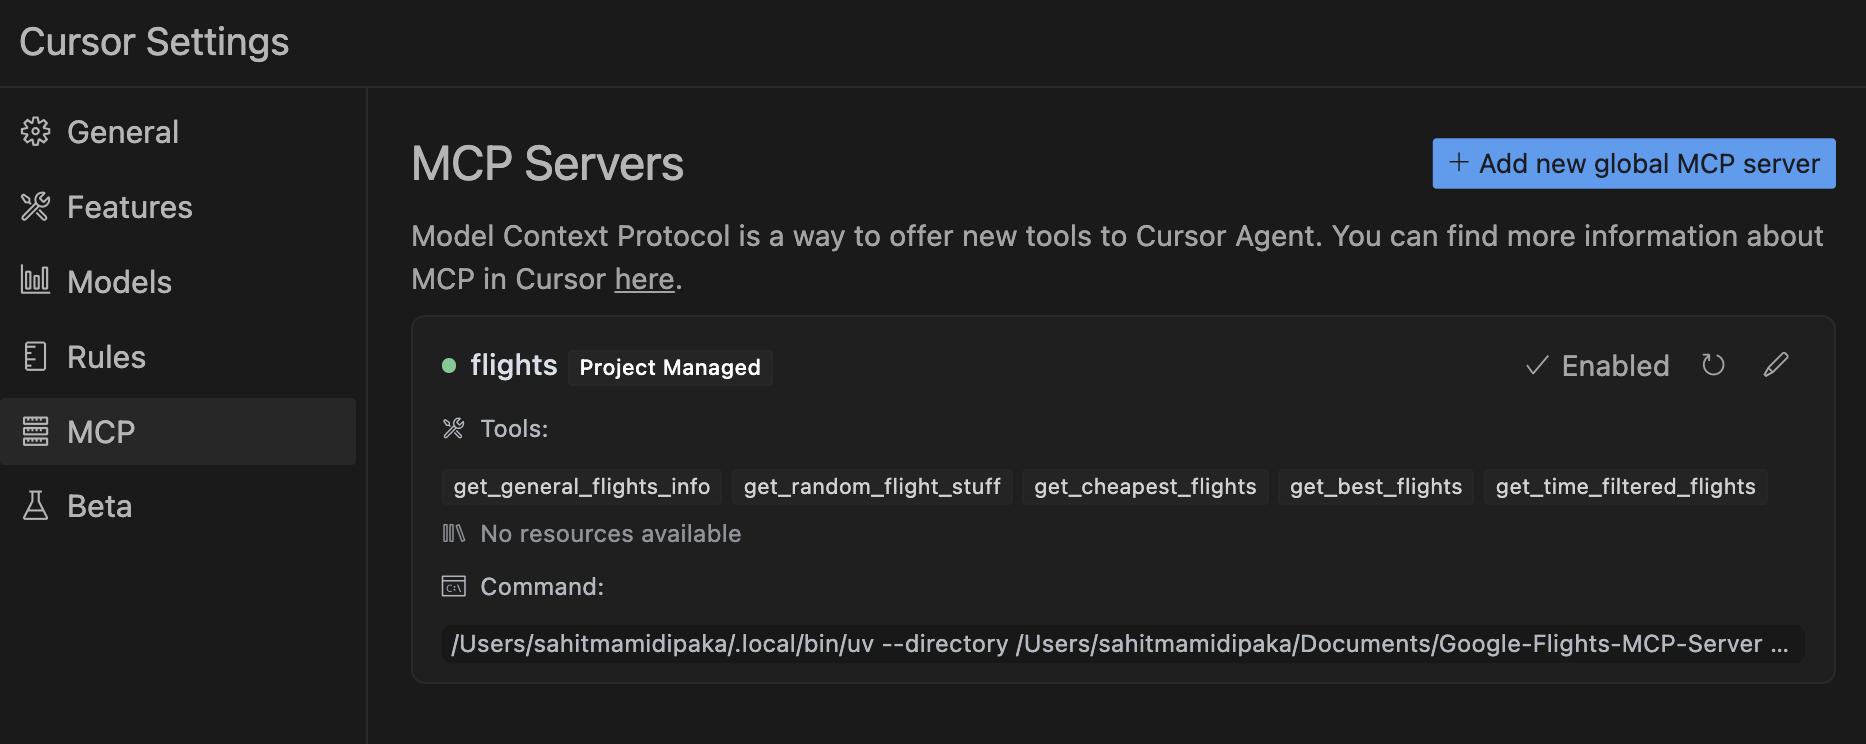 Cursor Settings
General
Features
Models
Rules
MCP
Beta
MCP Servers
+ Add new global MCP server
Model Context Protocol is a way to offer new tools to Cursor Agent. You can find more information about
MCP in Cursor here.
flights Project Managed
Enabled
Tools:
get_general_flights_info get_random_flight_stuff get_cheapest_flights get_best_flights get_time_filtered_flights
No resources available
C:\ Command:
/Users/sahitmamidipaka/.local/bin/uv --directory /Users/sahitmamidipaka/Documents/Google-Flights-MCP-Server ...